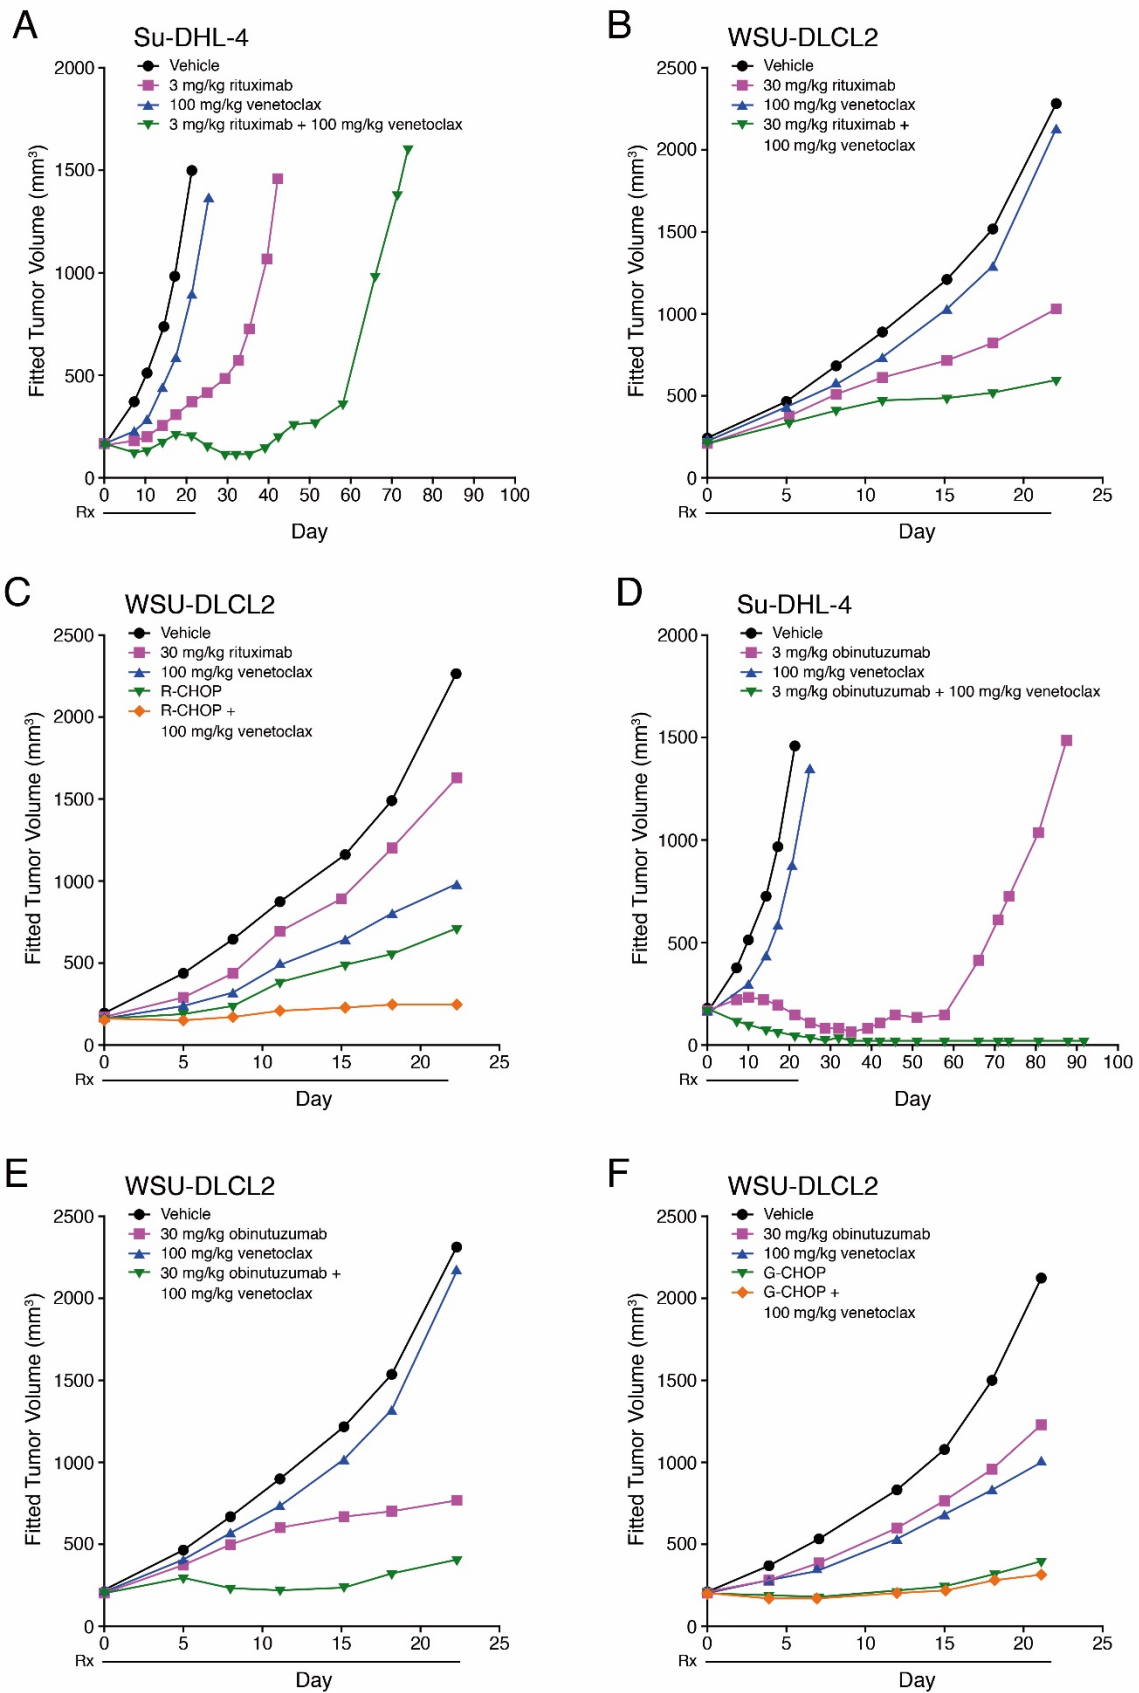 A
Su-DHL-4
Vehicle
3 mg/kg rituximab
100 mg/kg venetoclax
3 mg/kg rituximab + 100 mg/kg venetoclax
Fitted Tumor Volume (mm³)
2000
1500
1000
500
0
0 10 20 30 40 50 60 70 80 90 100
Rx
Day
B
WSU-DLCL2
Vehicle
30 mg/kg rituximab
100 mg/kg venetoclax
30 mg/kg rituximab +
100 mg/kg venetoclax
Fitted Tumor Volume (mm³)
2500
2000
1500
1000
500
0
0 5 10 15 20 25
Rx
Day
C
WSU-DLCL2
Vehicle
30 mg/kg rituximab
100 mg/kg venetoclax
R-CHOP
R-CHOP +
100 mg/kg venetoclax
Fitted Tumor Volume (mm³)
2500
2000
1500
1000
500
0
0 5 10 15 20 25
Rx
Day
D
Su-DHL-4
Vehicle
3 mg/kg obinutuzumab
100 mg/kg venetoclax
3 mg/kg obinutuzumab + 100 mg/kg venetoclax
Fitted Tumor Volume (mm³)
2000
1500
1000
500
0
0 10 20 30 40 50 60 70 80 90 100
Rx
Day
E
WSU-DLCL2
Vehicle
30 mg/kg obinutuzumab
100 mg/kg venetoclax
30 mg/kg obinutuzumab +
100 mg/kg venetoclax
Fitted Tumor Volume (mm³)
2500
2000
1500
1000
500
0
0 5 10 15 20 25
Rx
Day
F
WSU-DLCL2
Vehicle
30 mg/kg obinutuzumab
100 mg/kg venetoclax
G-CHOP
G-CHOP +
100 mg/kg venetoclax
Fitted Tumor Volume (mm³)
2500
2000
1500
1000
500
0
0 5 10 15 20 25
Rx
Day